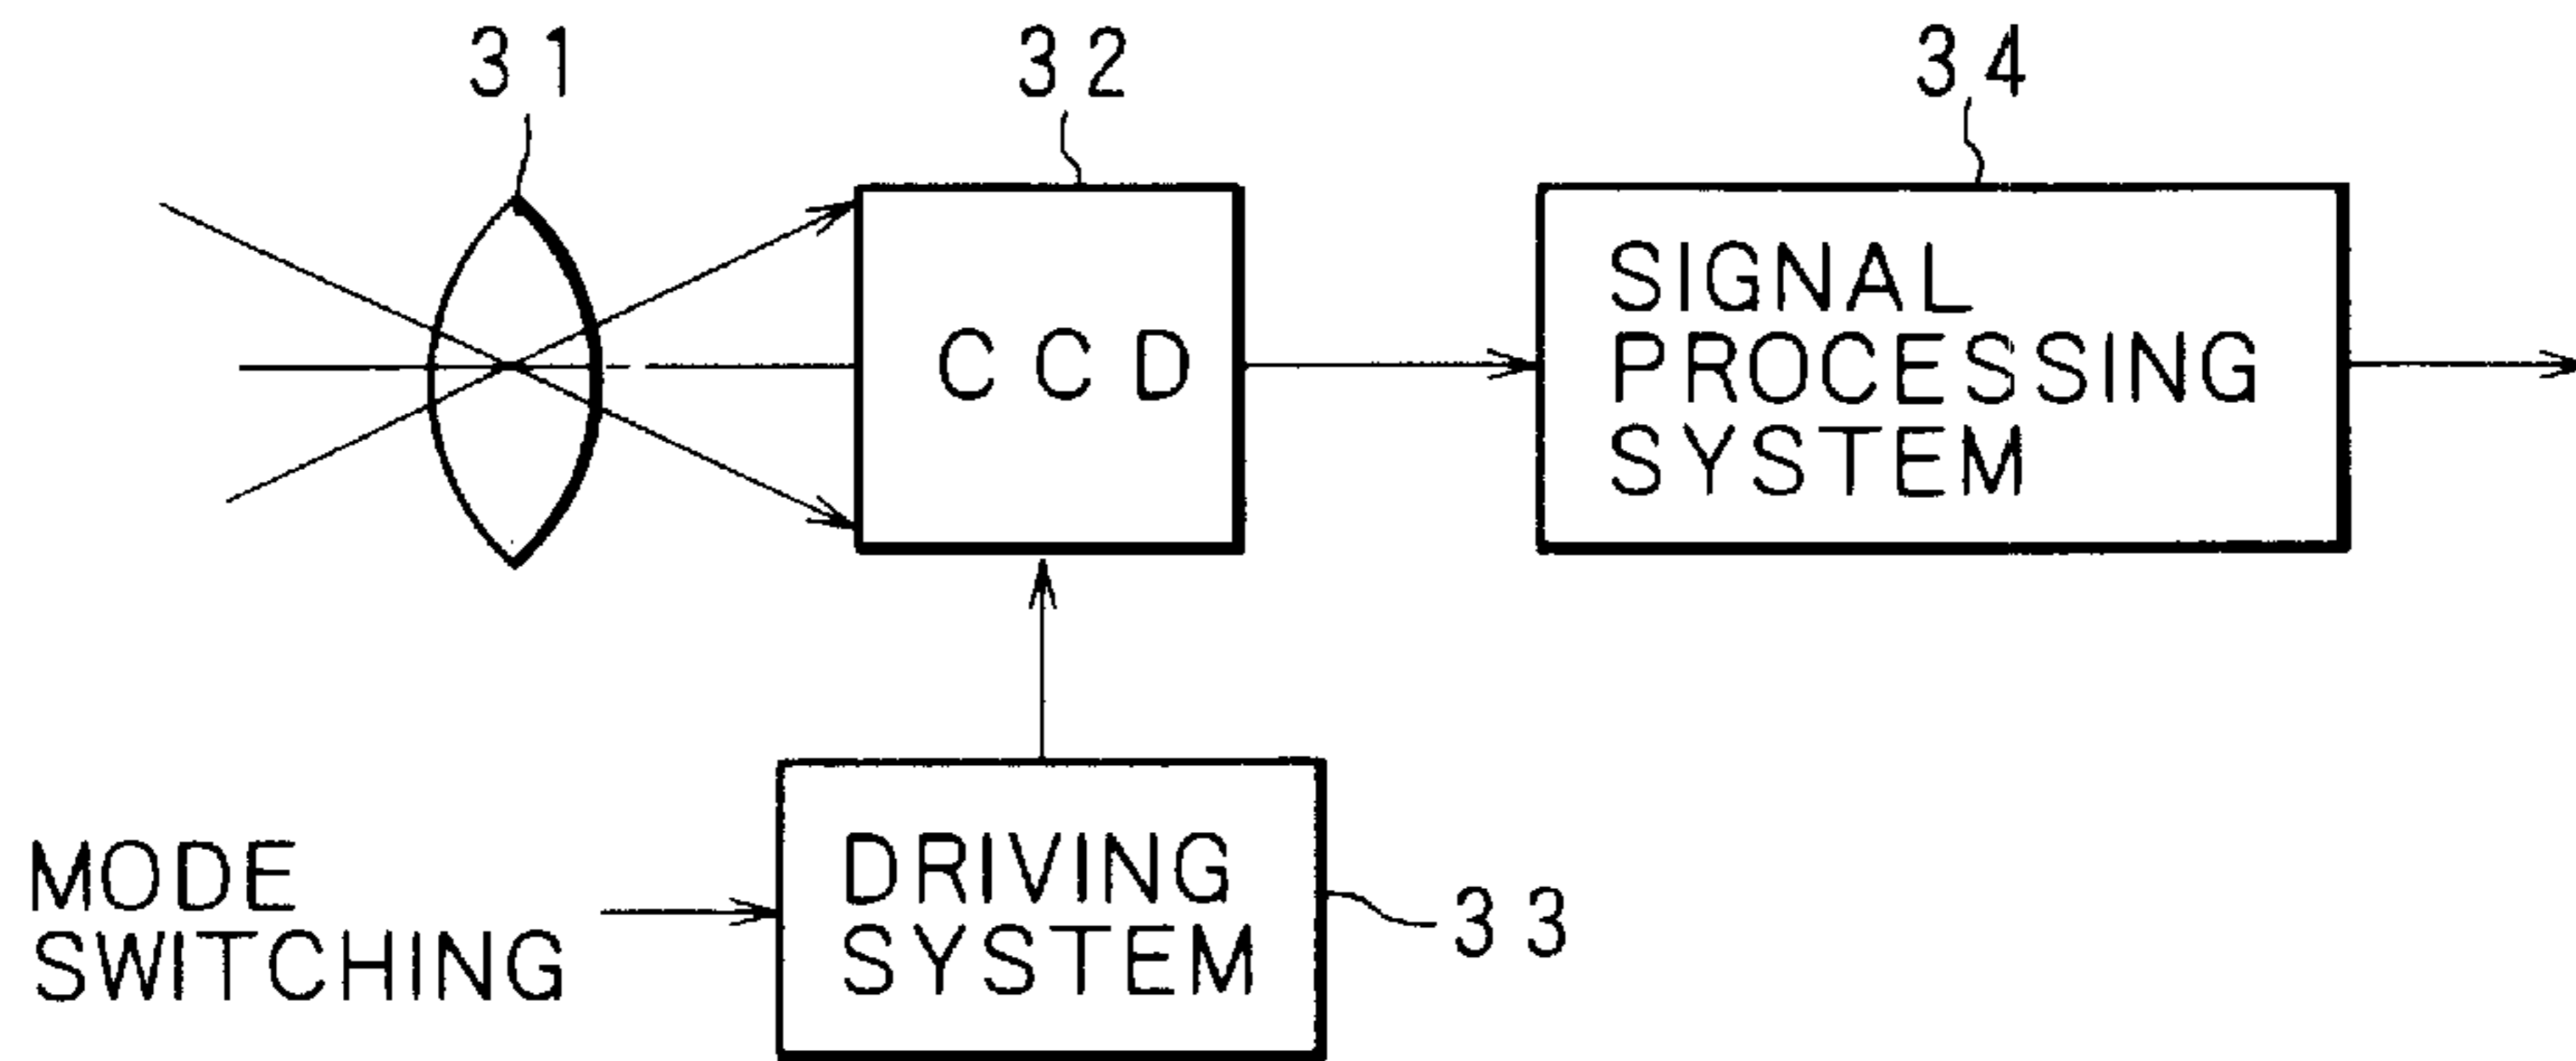 31
32
34
CCD
SIGNAL
PROCESSING
SYSTEM
MODE
SWITCHING
DRIVING
SYSTEM
33